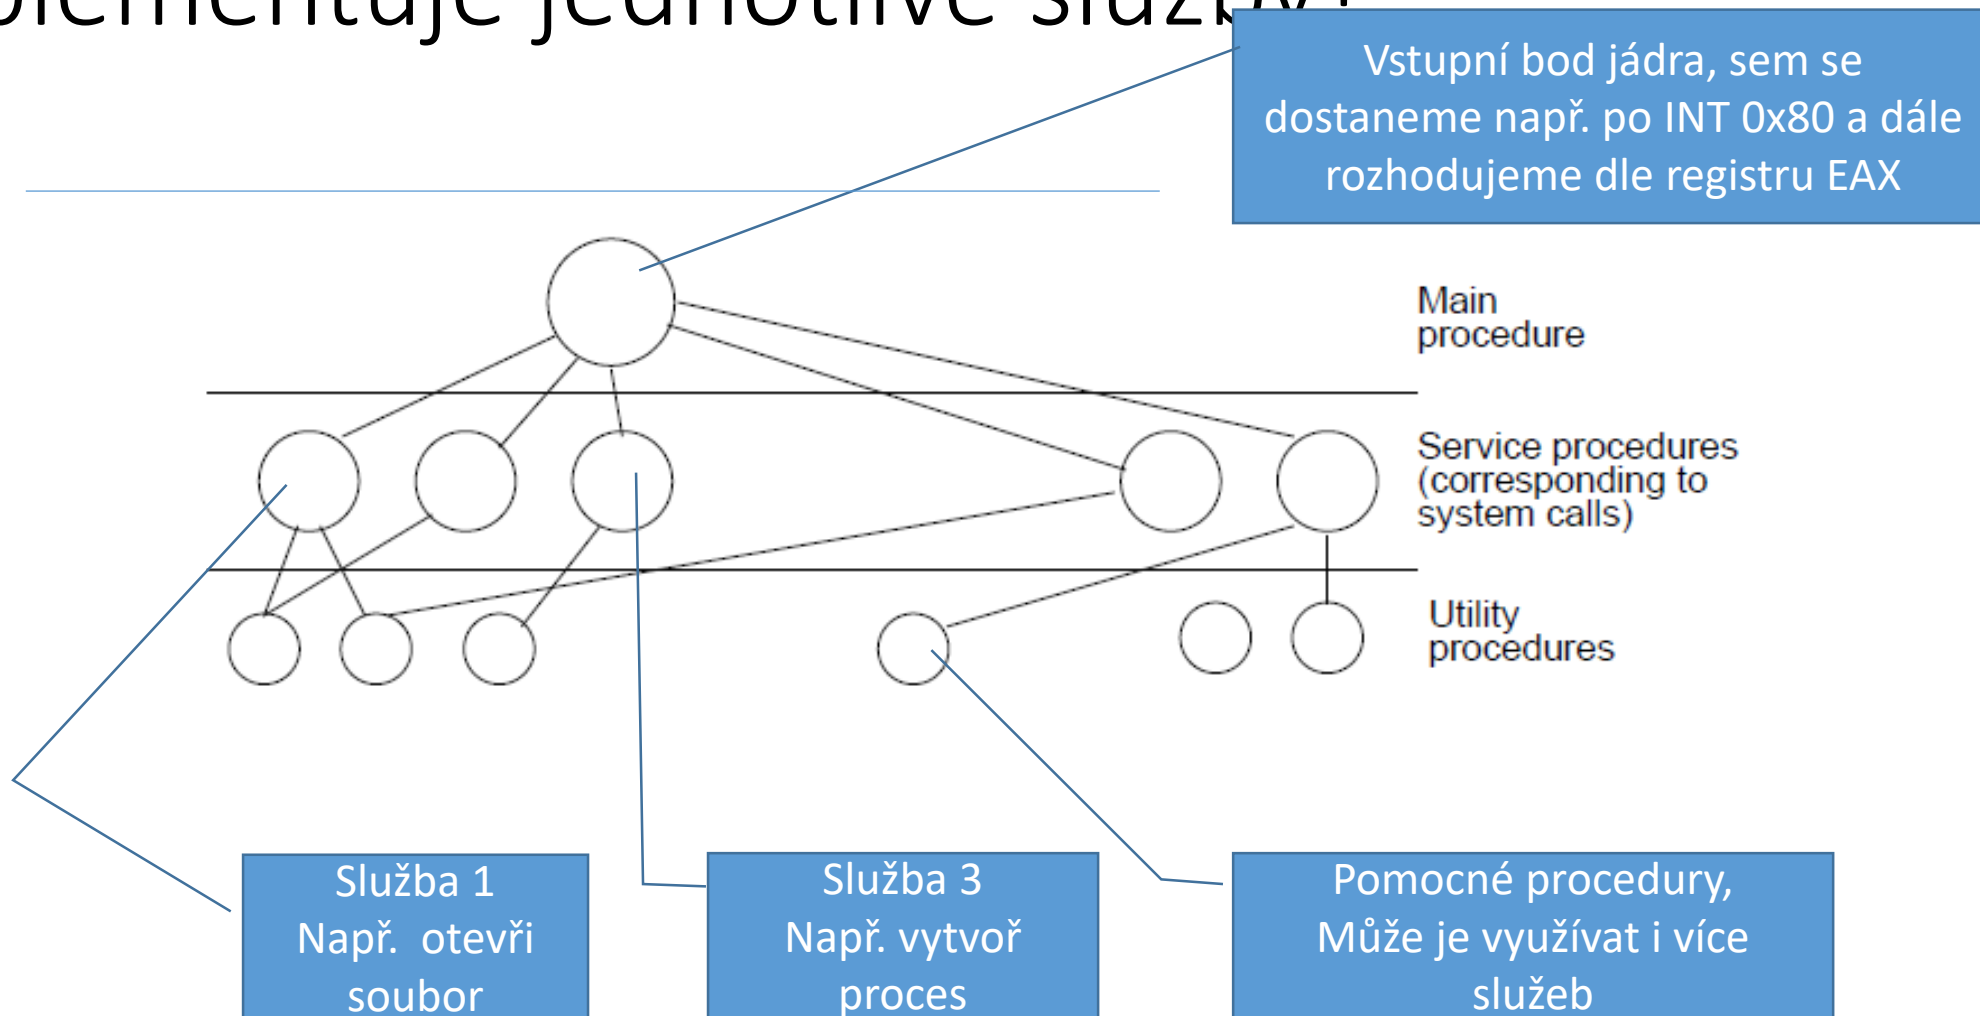 jednotlivé
Vstupní bod jádra, sem se
dostaneme např. po INT 0x80 a dále
rozhodujeme dle registru EAX
Main
procedure
Service procedures
(corresponding to
system calls)
Utility
procedures
Služba 1
Např. otevři
soubor
Služba 3
Např. vytvoř
proces
Pomocné procedury,
Může je využívat i více
služeb